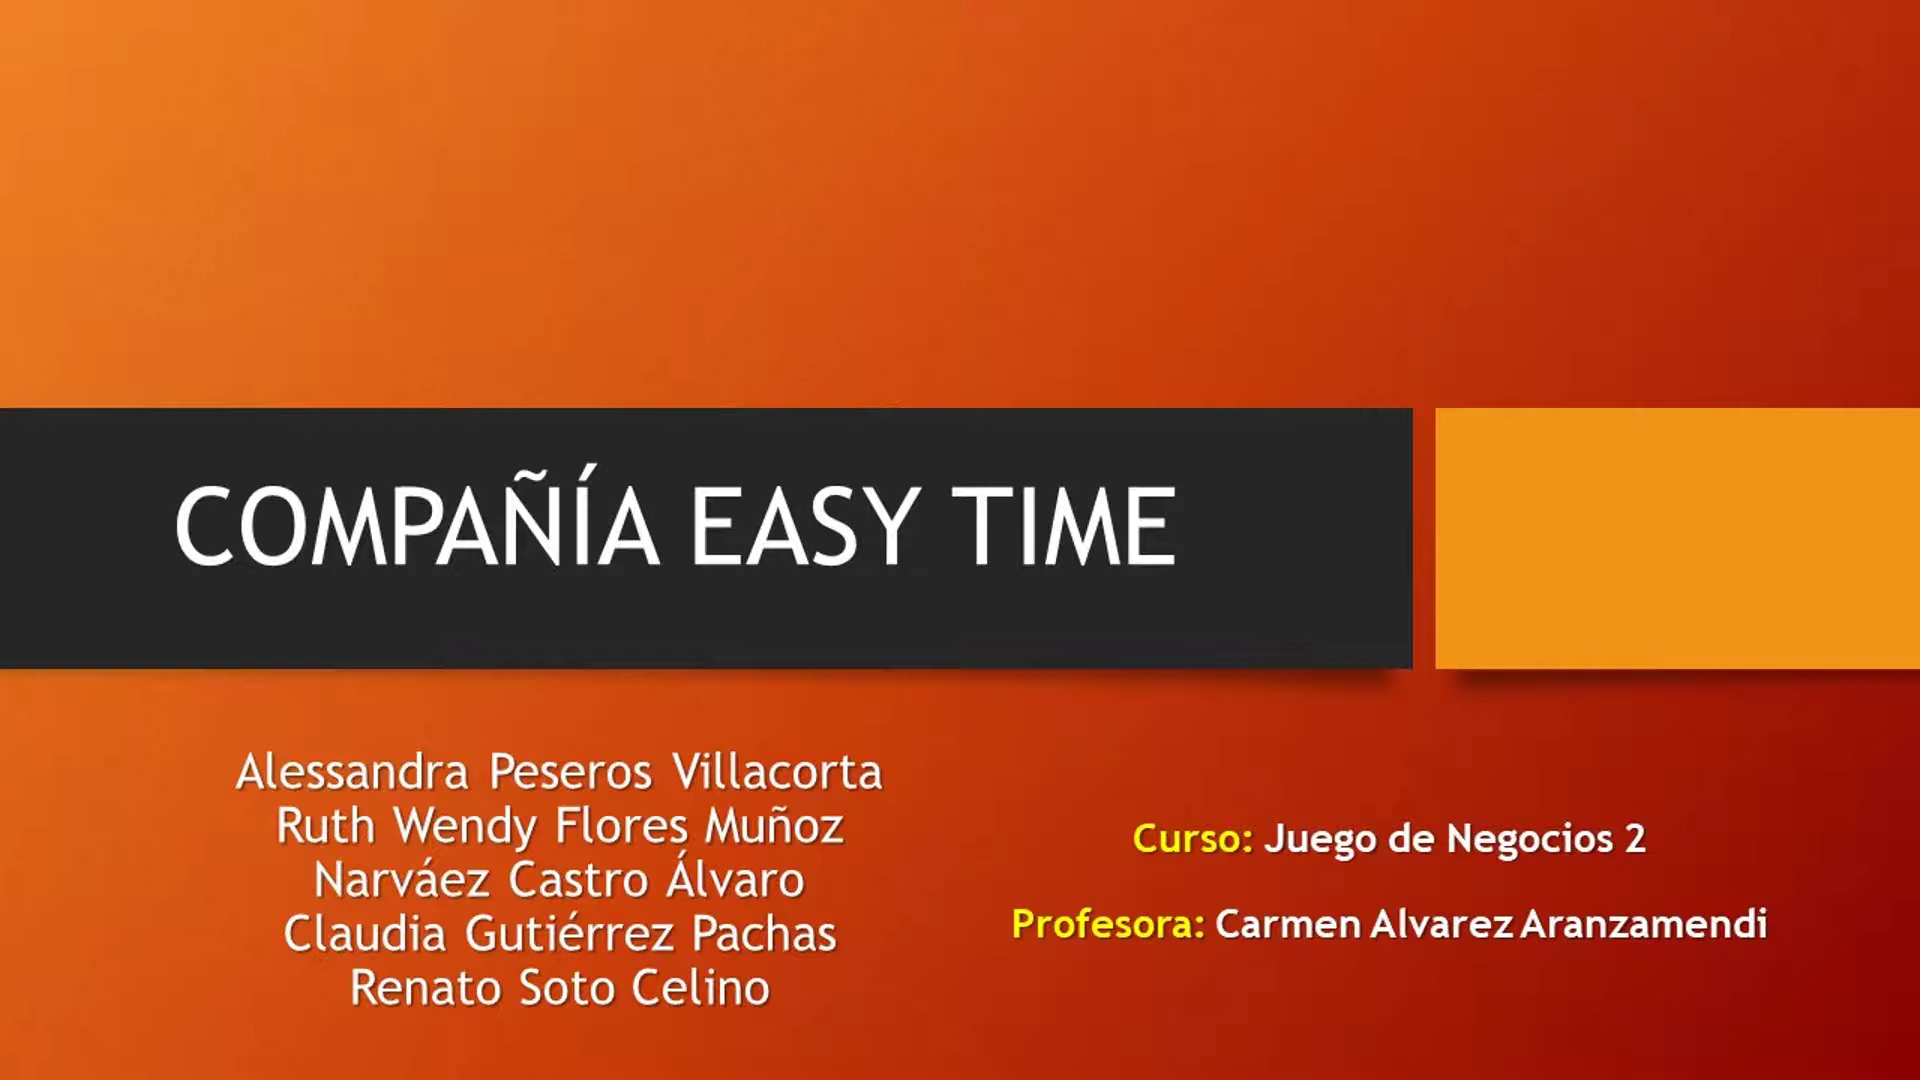 COMPAÑÍA EASY TIME
Alessandra Peseros Villacorta
Ruth Wendy Flores Muñoz
Narváez Castro Álvaro
Claudia Gutiérrez Pachas
Renato Soto Celino
Curso: Juego de Negocios 2
Profesora: Carmen Alvarez Aranzamendi